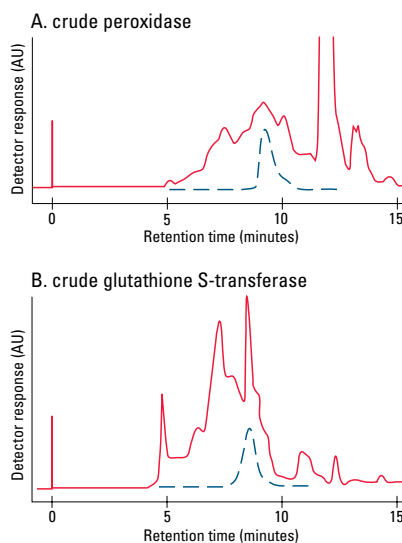 A. crude peroxidase
Detector response (AU)
0 5 10 15
Retention time (minutes)
B. crude glutathione S-transferase
Detector response (AU)
0 5 10 15
Retention time (minutes)